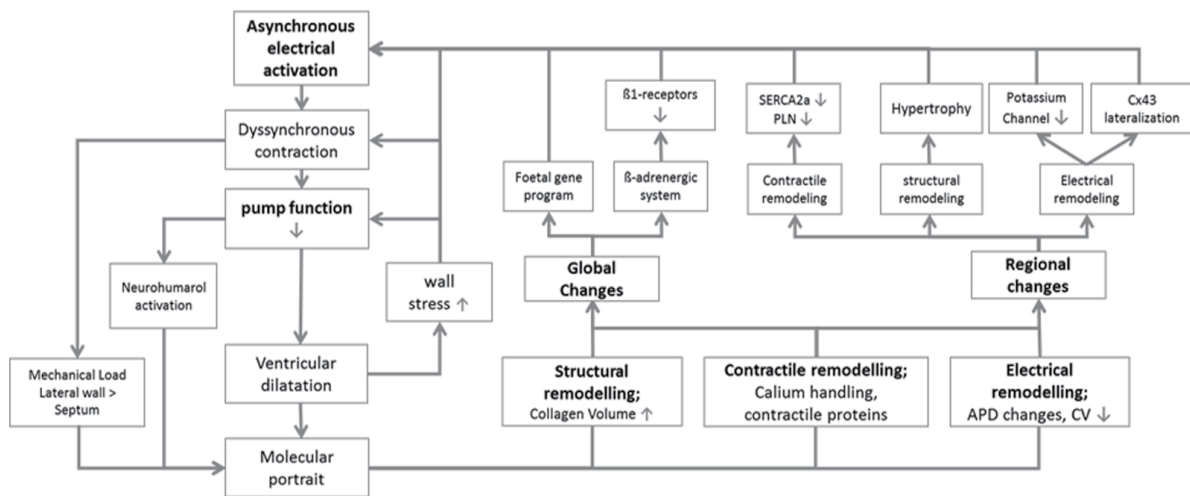 Asynchronous
electrical
activation
Dyssynchronous
contraction
pump function
↓
Neurohumarol
activation
wall
stress ↑
Ventricular
dilatation
Mechanical Load
Lateral wall >
Septum
Molecular
portrait
ß1-receptors
↓
Foetal gene
program
ß-adrenergic
system
Global
Changes
SERCA2a ↓
PLN ↓
Hypertrophy
Potassium
Channel ↓
Cx43
lateralization
Contractile
remodeling
structural
remodeling
Electrical
remodeling
Regional
changes
Structural
remodelling;
Collagen Volume ↑
Contractile remodelling;
Calium handling,
contractile proteins
Electrical
remodelling;
APD changes, CV ↓